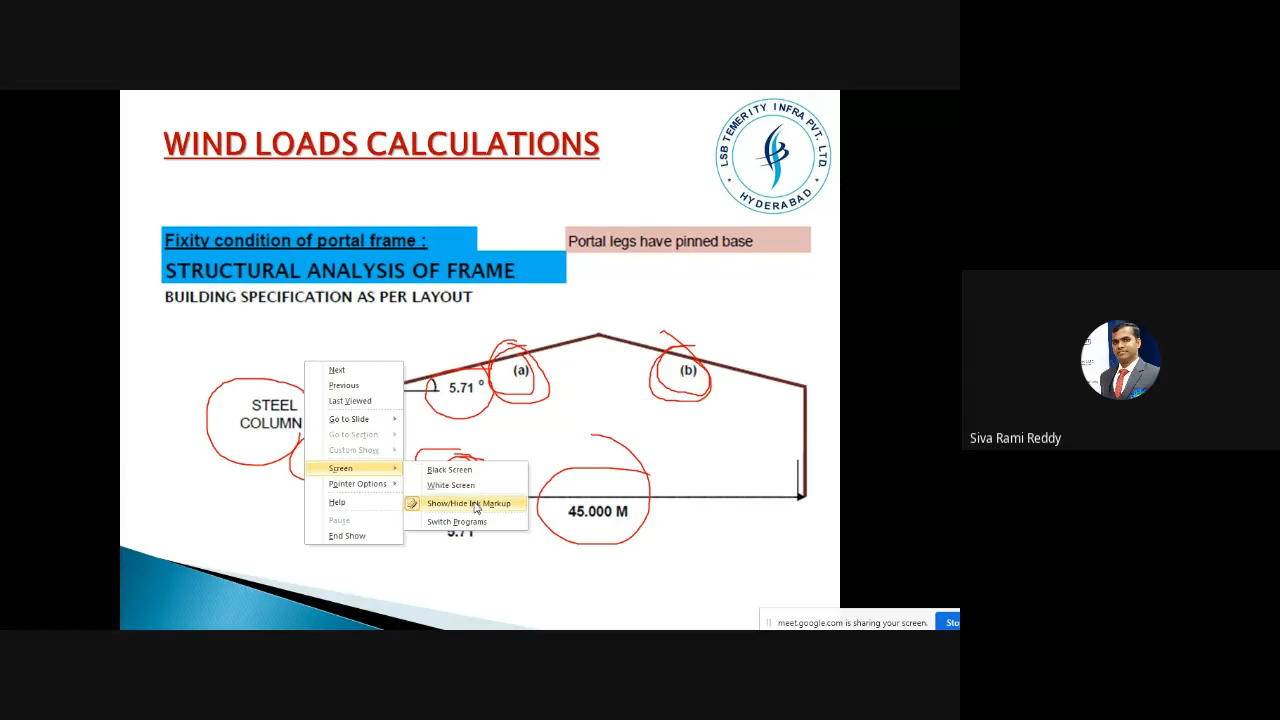 WIND LOADS CALCULATIONS
LSB TEMERITY INFRA PVT. LTD.
* HYDERABAD *
Fixity condition of portal frame :
Portal legs have pinned base
STRUCTURAL ANALYSIS OF FRAME
BUILDING SPECIFICATION AS PER LAYOUT
(a)
(b)
5.71 °
STEEL
COLUMN
Next
Previous
Last Viewed
Go to Slide
Go to Section
Custom Show
Screen
Pointer Options
Help
Pause
End Show
Black Screen
White Screen
Show/Hide Ink Markup
Switch Programs
45.000 M
5.71
Siva Rami Reddy
meet.google.com is sharing your screen.
Sto